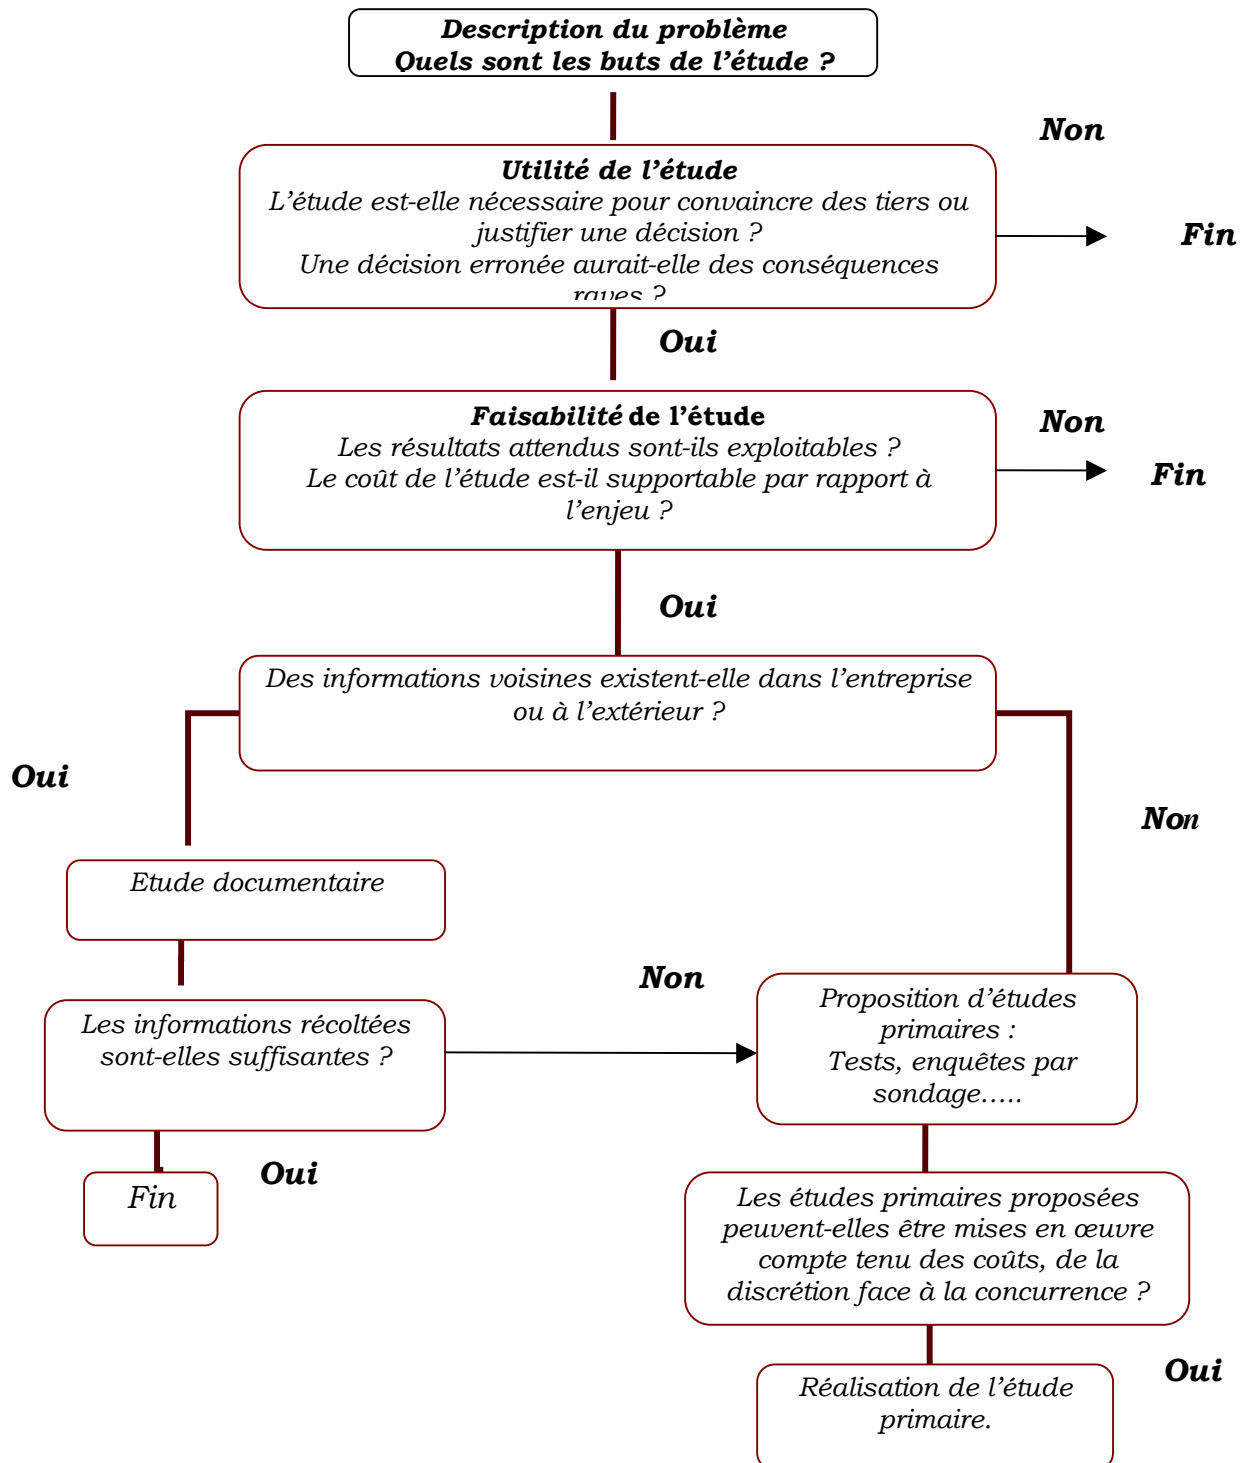 Description du problème
Quels sont les buts de l’étude ?
Non
Utilité de l’étude
L’étude est-elle nécessaire pour convaincre des tiers ou
justifier une décision ?
Fin
Une décision erronée aurait-elle des conséquences
raves ?
Oui
Faisabilité de l’étude
Non
Les résultats attendus sont-ils exploitables ?
Le coût de l’étude est-il supportable par rapport à
Fin
l’enjeu ?
Oui
Des informations voisines existent-elle dans l’entreprise
ou à l’extérieur ?
Oui
Non
Etude documentaire
Non
Les informations récoltées
sont-elles suffisantes ?
Proposition d’études
primaires :
Tests, enquêtes par
sondage…..
Oui
Fin
Les études primaires proposées
peuvent-elles être mises en œuvre
compte tenu des coûts, de la
discrétion face à la concurrence ?
Oui
Réalisation de l’étude
primaire.